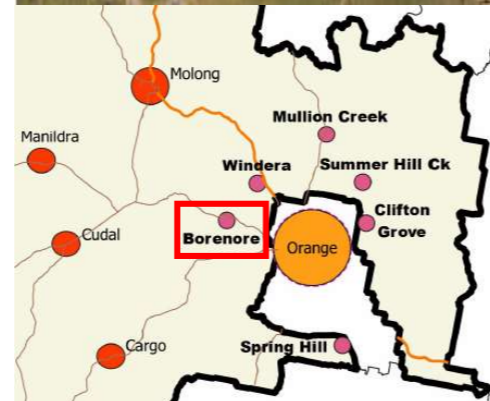 Molong
Mullion Creek
Manildra
Windera
Summer Hill Ck
Clifton
Grove
Borenore
Cudal
Orange
Cargo
Spring Hill